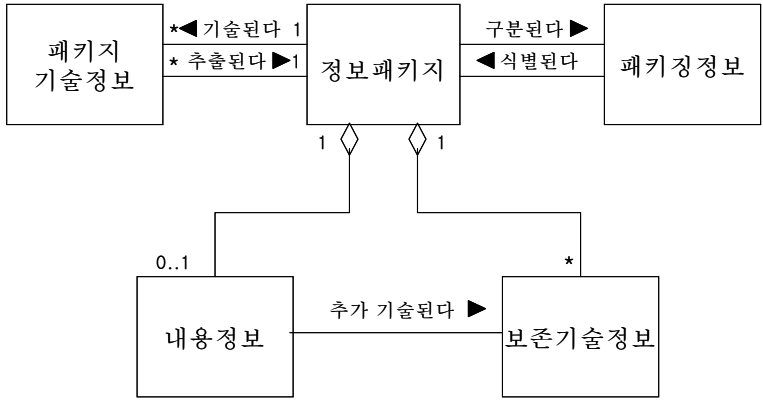 패키지
기술정보
*◀ 기술된다 1
* 추출된다 ▶1
정보패키지
구분된다 ▶
◀식별된다
패키징정보
1
1
0..1
*
내용정보
추가 기술된다 ▶
보존기술정보